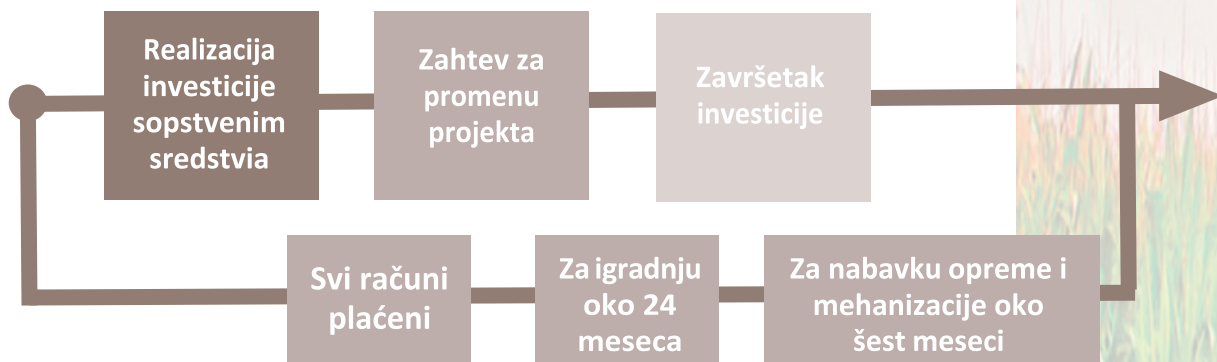 Realizacija
investicije
sopstvenim
sredstvia
Zahtev za
promenu
projekta
Završetak
investicije
Svi računi
plaćeni
Za igradnju
oko 24
meseca
Za nabavku opreme i
mehanizacije oko
šest meseci